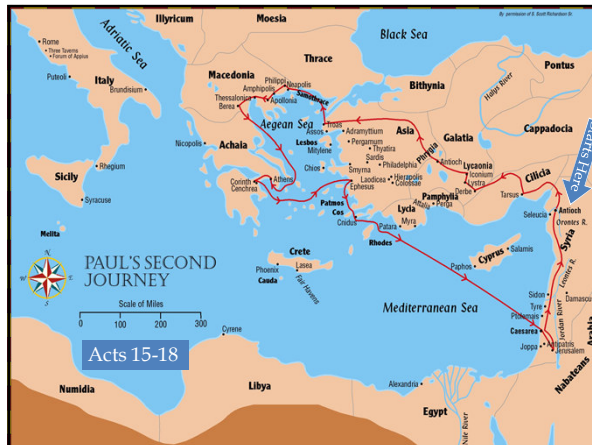 By permission of D. Scott Richardson III.
Illyricum
Moesia
Black Sea
Adriatic Sea
Rome
Three Taverns
Forum of Appius
Puteoli
Italy
Brundisium
Thrace
Macedonia
Philippi
Neapolis
Amphipolis
Thessalonica
Apollonia
Berea
Samothrace
Bithynia
Pontus
Halys River
Cappadocia
Starts Here
Aegean Sea
Troas
Assos
Adramyttium
Asia
Galatia
Phrygia
Lesbos
Mitylene
Pergamum
Thyatira
Sardis
Philadelphia
Antioch
Lycaonia
Iconium
Lystra
Derbe
Cilicia
Tarsus
Nicopolis
Achaia
Chios
Smyrna
Hierapolis
Laodicea
Colossae
Ephesus
Athens
Corinth
Cenchrea
Pamphylia
Attalia
Perga
Lycia
Patara
Myra
Antioch
Orontes R.
Seleucia
Syria
Sicily
Rhegium
Syracuse
Melita
Patmos
Cos
Cnidus
Rhodes
Cyprus
Salamis
Paphos
Leontes R.
Crete
Phoenix
Lasea
Cauda
Fair Havens
N
W
E
S
PAUL'S SECOND
JOURNEY
Scale of Miles
0
100
200
300
Acts 15-18
Mediterranean Sea
Sidon
Tyre
Ptolemais
Damascus
Caesarea
Jordan River
Antipatris
Joppa
Jerusalem
Arabia
Nabateans
Cyrene
Alexandria
Numidia
Libya
Egypt
Nile River